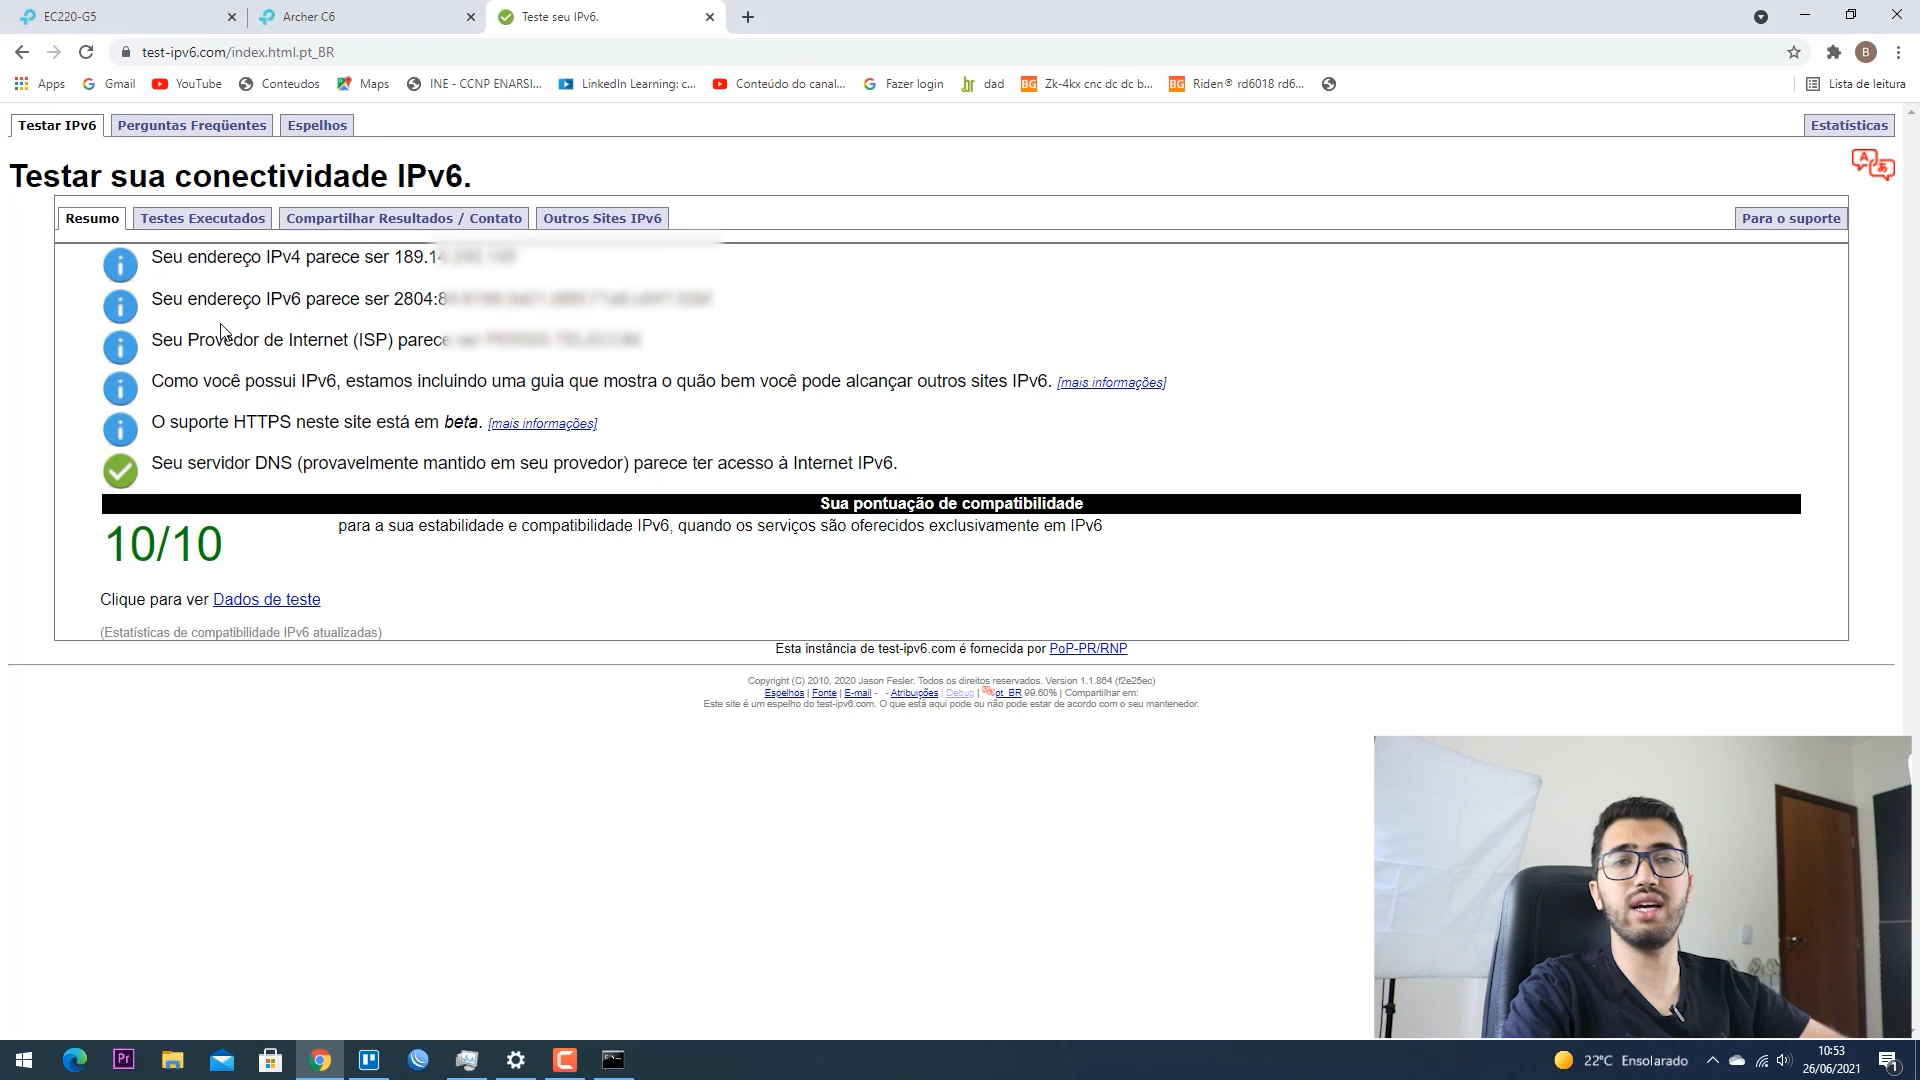 EC220-G5
Archer C6
Teste seu IPv6.
test-ipv6.com/index.html.pt_BR
B
Apps
Gmail
YouTube
Conteudos
Maps
INE - CCNP ENARSI...
LinkedIn Learning: c...
Conteúdo do canal...
Fazer login
dad
BG Zk-4kx cnc dc dc b...
BG Riden® rd6018 rd6...
Lista de leitura
Testar IPv6
Perguntas Freqüentes
Espelhos
Estatísticas
Testar sua conectividade IPv6.
Resumo
Testes Executados
Compartilhar Resultados / Contato
Outros Sites IPv6
Para o suporte
Seu endereço IPv4 parece ser 189.1
Seu endereço IPv6 parece ser 2804:8
Seu Provedor de Internet (ISP) parece
Como você possui IPv6, estamos incluindo uma guia que mostra o quão bem você pode alcançar outros sites IPv6. [mais informações]
O suporte HTTPS neste site está em beta. [mais informações]
Seu servidor DNS (provavelmente mantido em seu provedor) parece ter acesso à Internet IPv6.
Sua pontuação de compatibilidade
10/10
para a sua estabilidade e compatibilidade IPv6, quando os serviços são oferecidos exclusivamente em IPv6
Clique para ver Dados de teste
(Estatísticas de compatibilidade IPv6 atualizadas)
Esta instância de test-ipv6.com é fornecida por PoP-PR/RNP
Copyright (C) 2010, 2020 Jason Fesler. Todos os direitos reservados. Version 1.1.864 (f2e25ec)
Espelhos | Fonte | E-mail - - Atribuições | Debug | pt_BR 99.60% | Compartilhar em:
Este site é um espelho do test-ipv6.com. O que está aqui pode ou não pode estar de acordo com o seu mantenedor.
Pr
22°C Ensolarado
10:53
26/06/2021
1